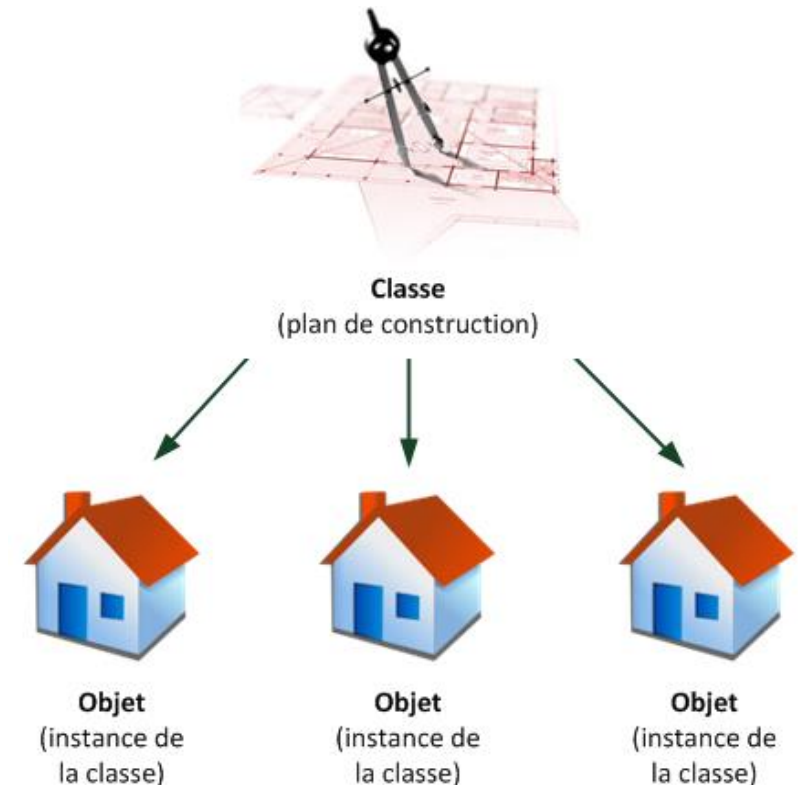 Classe
(plan de construction)
Objet
(instance de
la classe)
Objet
(instance de
la classe)
Objet
(instance de
la classe)